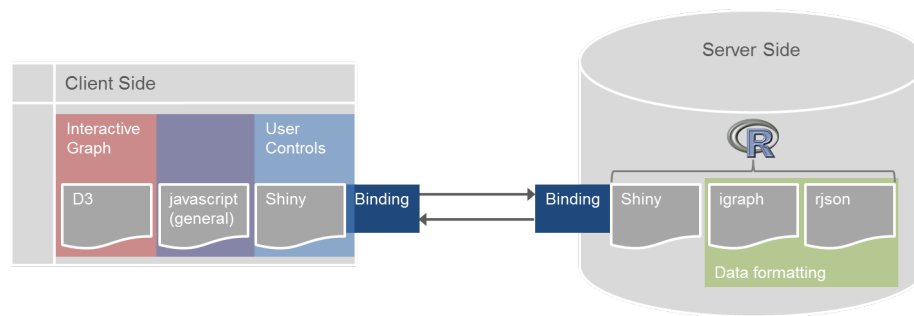 Server Side
Client Side
Interactive
Graph
User
Controls
R
D3
javascript
(general)
Shiny
Binding
Binding
Shiny
igraph
rjson
Data formatting